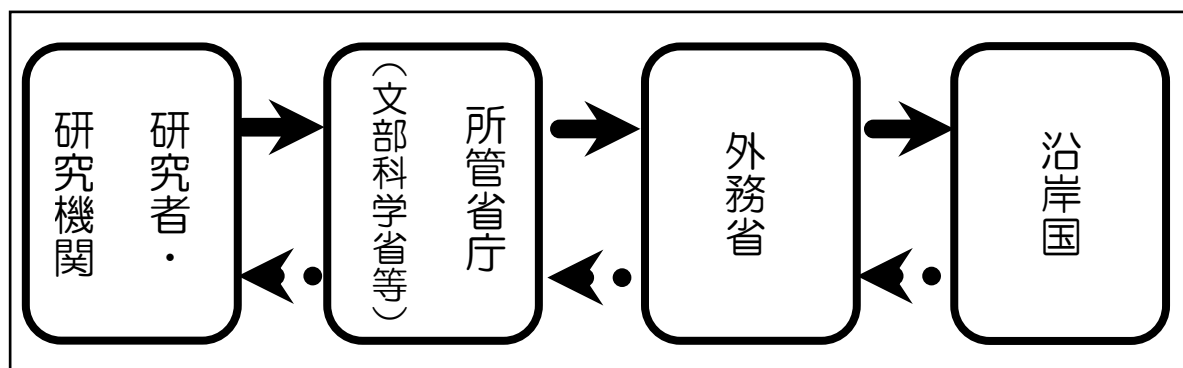 研究者・
研究機関
所管省庁
（文部科学省等）
外務省
沿岸国